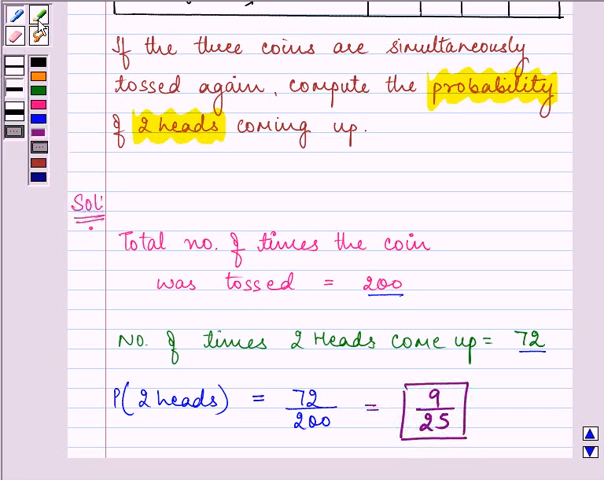 If the three coins are simultaneously
tossed again, compute the probability
of 2 heads coming up.
Sol:
Total no. of times the coin
was tossed = 200
No. of times 2 Heads come up = 72
P(2 heads) = 72/200 = 9/25